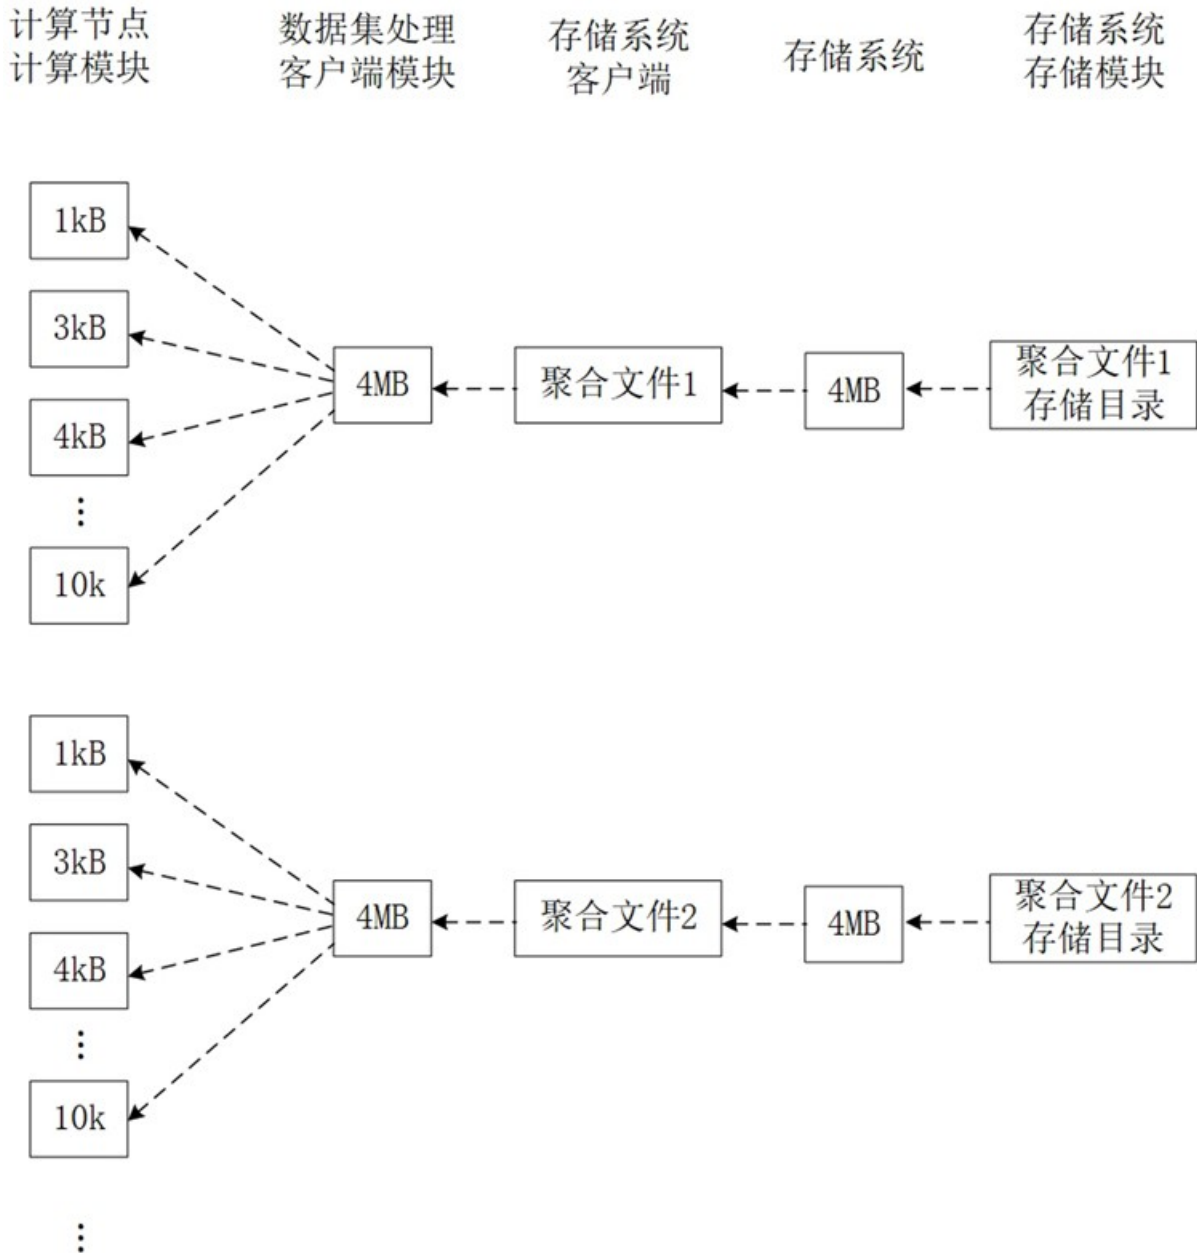 计算节点
计算模块
数据集处理
客户端模块
存储系统
客户端
存储系统
存储系统
存储模块
1kB
3kB
4kB
⋮
10k
4MB
聚合文件1
4MB
聚合文件1
存储目录
1kB
3kB
4kB
⋮
10k
4MB
聚合文件2
4MB
聚合文件2
存储目录
⋮